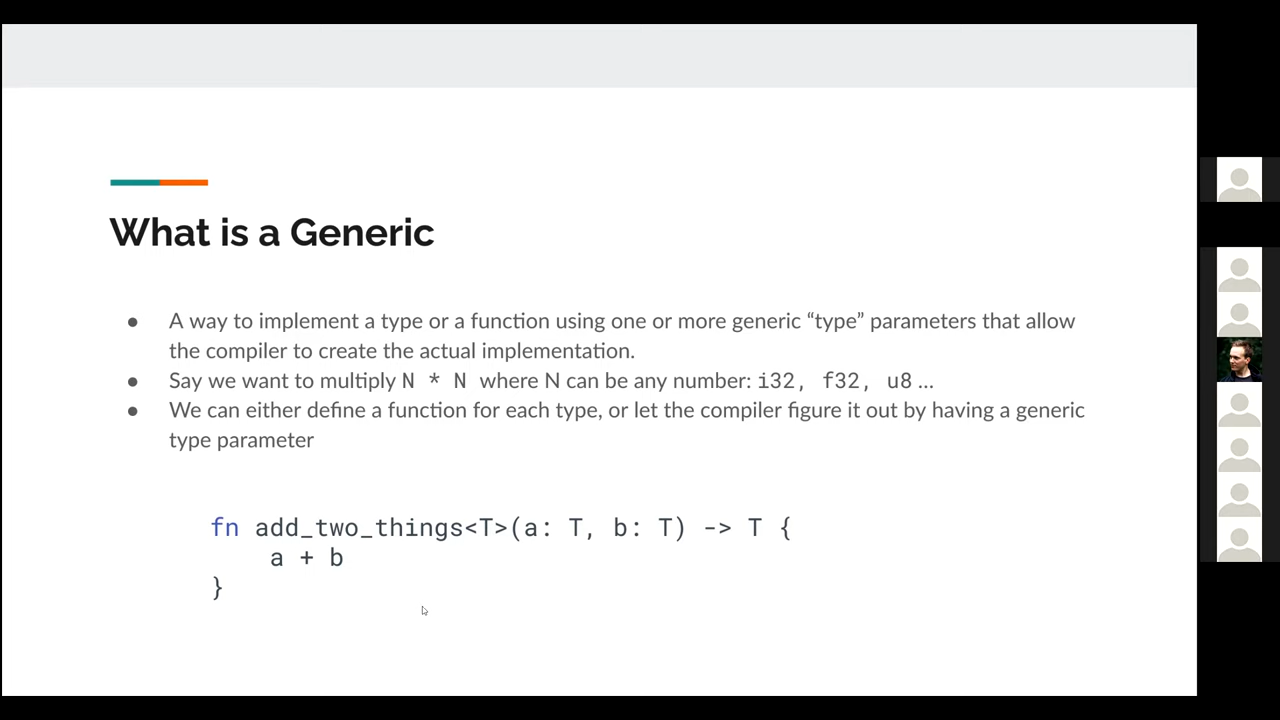 What is a Generic
● A way to implement a type or a function using one or more generic “type” parameters that allow
the compiler to create the actual implementation.
● Say we want to multiply N * N where N can be any number: i32, f32, u8 ...
● We can either define a function for each type, or let the compiler figure it out by having a generic
type parameter
fn add_two_things<T>(a: T, b: T) -> T {
    a + b
}